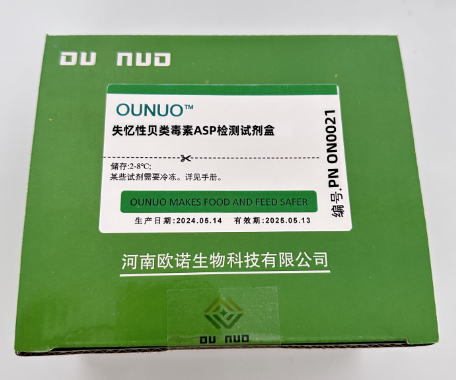 OU NUO
OUNUO™
失忆性贝类毒素ASP检测试剂盒
储存:2-8℃;
某些试剂需要冷冻。详见手册。
OUNUO MAKES FOOD AND FEED SAFER
生产日期:2024.05.14 有效期:2025.05.13
编号:PN ON0021
河南欧诺生物科技有限公司
OU NUO